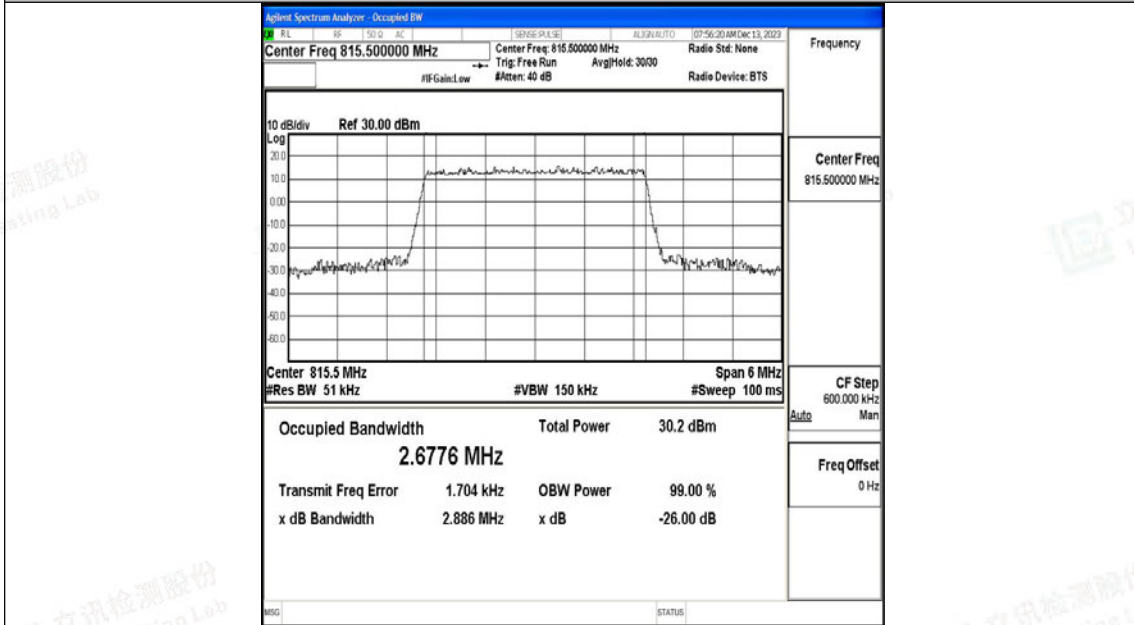 Agilent Spectrum Analyzer - Occupied BW
RL RF 50 Ω AC SENSE:PULSE ALIGNAUTO 07:56:20 AM Dec 13, 2023
Center Freq 815.500000 MHz
Center Freq: 815.500000 MHz
Radio Std: None
Trig: Free Run
Avg|Hold: 30/30
#IFGain:Low
#Atten: 40 dB
Radio Device: BTS
Frequency
10 dB/div
Ref 30.00 dBm
Log
20.0
10.0
0.00
-10.0
-20.0
-30.0
-40.0
-50.0
-60.0
Center 815.5 MHz
Span 6 MHz
#Res BW 51 kHz
#VBW 150 kHz
#Sweep 100 ms
Occupied Bandwidth
Total Power 30.2 dBm
2.6776 MHz
Transmit Freq Error 1.704 kHz
OBW Power 99.00 %
x dB Bandwidth 2.886 MHz
x dB -26.00 dB
Center Freq
815.500000 MHz
CF Step
600.000 kHz
Auto Man
Freq Offset
0 Hz
MSG
STATUS
立讯检测股份